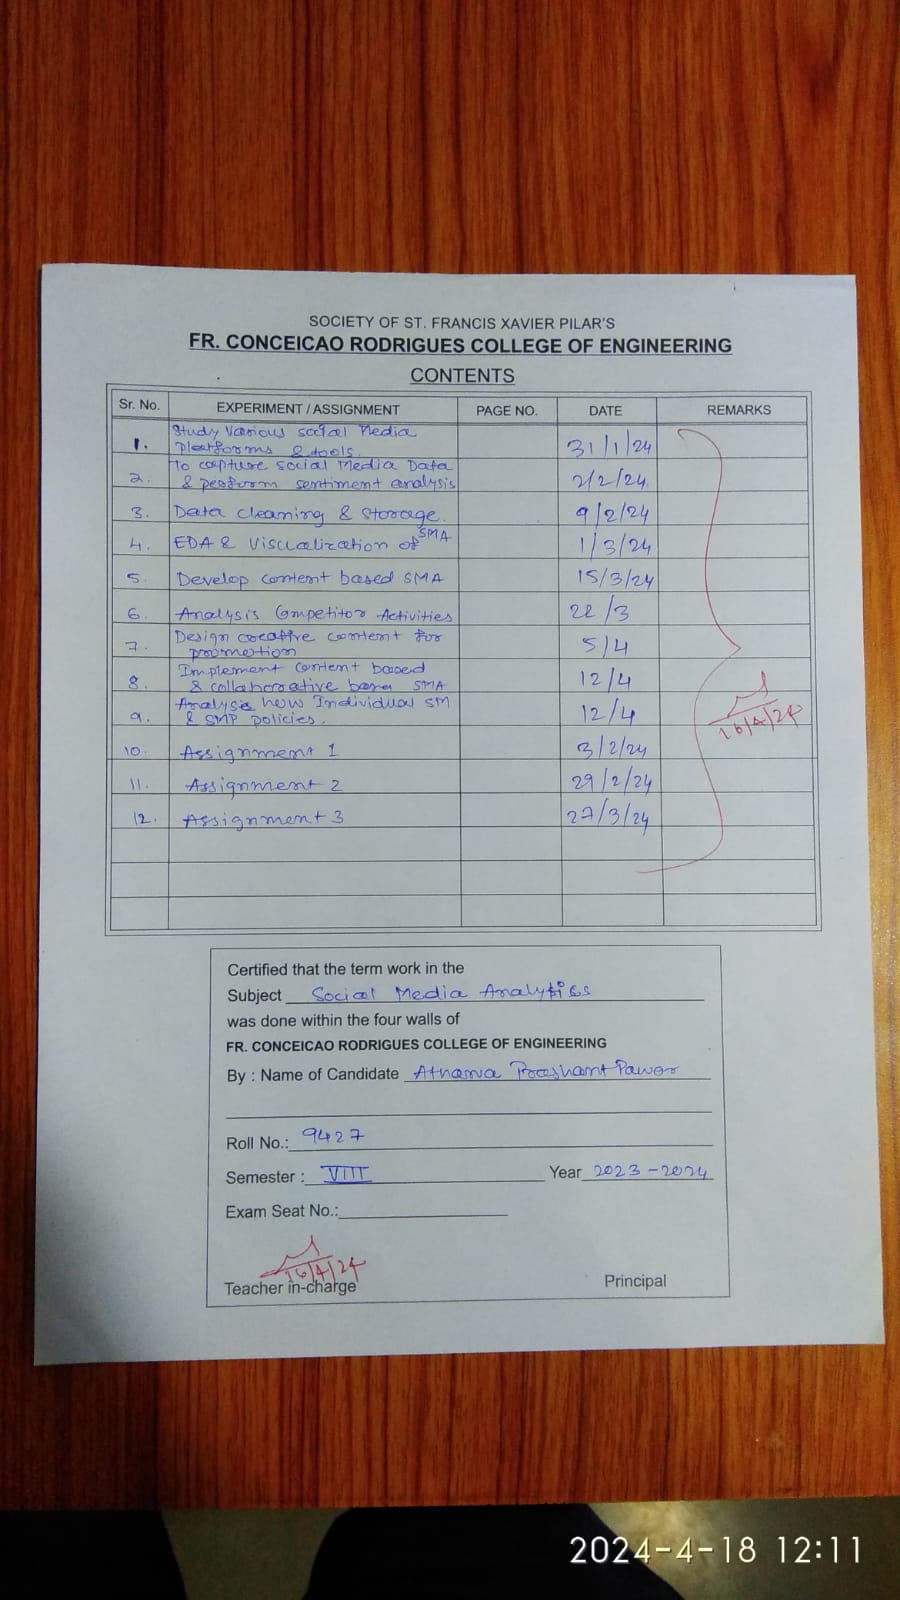 SOCIETY OF ST. FRANCIS XAVIER PILAR'S
FR. CONCEICAO RODRIGUES COLLEGE OF ENGINEERING
CONTENTS
Sr. No. EXPERIMENT / ASSIGNMENT PAGE NO. DATE REMARKS
1. Study Various social Media
platforms & tools. 31/1/24
2. To capture social Media Data
& perform sentiment analysis 2/2/24
3. Data cleaning & storage. 9/2/24
4. EDA & Viscualization of SMA 1/3/24
5. Develop content based SMA 15/3/24
6. Analysis Competitor Activities 22/3
7. Design creative content for
promotion 5/4
8. Implement content based
& collaborative SMA 12/4
9. Analysis how Individual SM
& SMP policies. 12/4
16/4/24
10. Assignment 1 3/2/24
11. Assignment 2 29/2/24
12. Assignment 3 27/3/24
Certified that the term work in the
Subject Social Media Analytics
was done within the four walls of
FR. CONCEICAO RODRIGUES COLLEGE OF ENGINEERING
By : Name of Candidate Atharva Prashant Pawar
Roll No.: 9427
Semester : VIII Year 2023-2024
Exam Seat No.:
16/4/24
Teacher in-charge Principal
2024-4-18 12:11